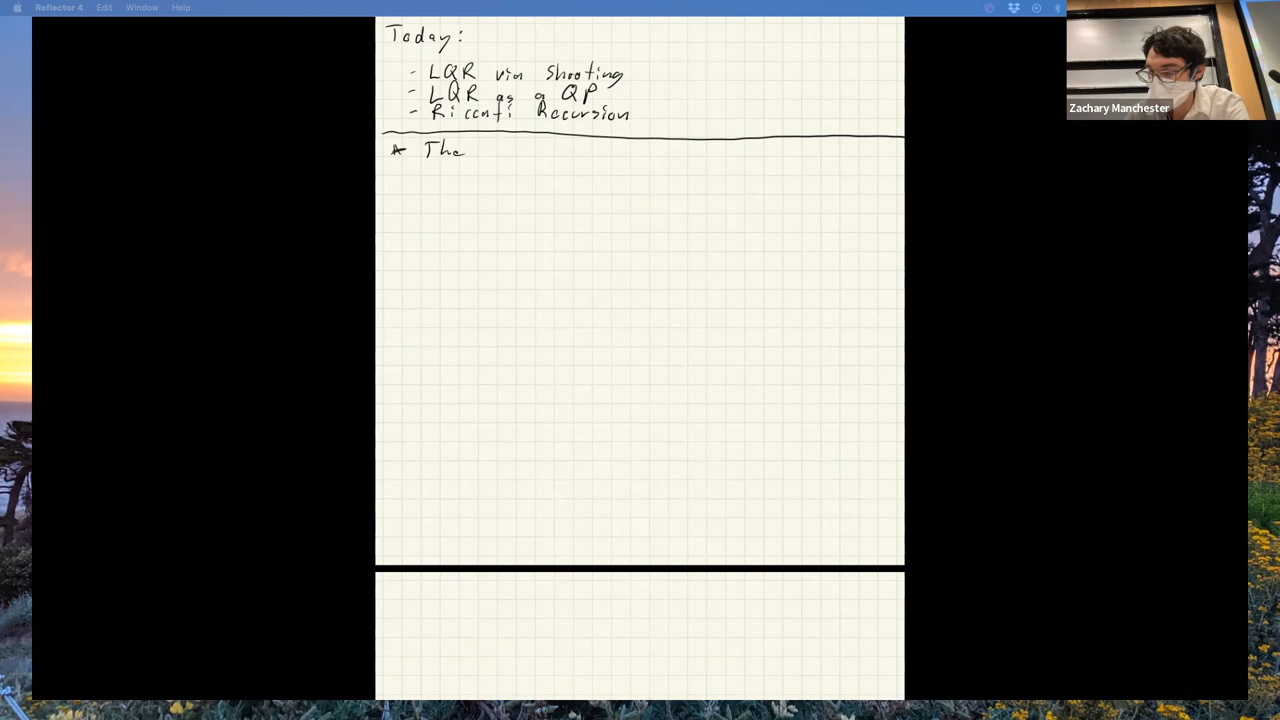 Reflector 4 Edit Window Help
Zachary Manchester
Today:
- LQR via Shooting
- LQR as a QP
- Riccati Recursion
* The